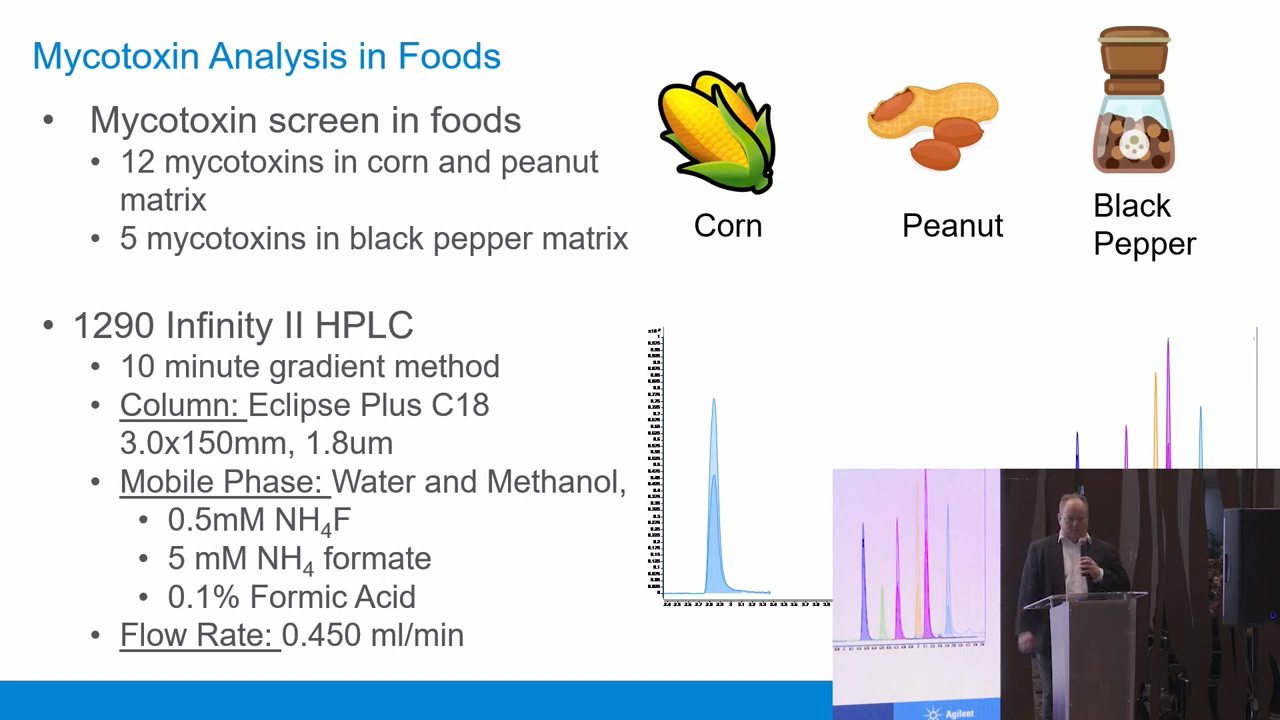 Mycotoxin Analysis in Foods
• Mycotoxin screen in foods
• 12 mycotoxins in corn and peanut
matrix
• 5 mycotoxins in black pepper matrix
Corn
Peanut
Black
Pepper
• 1290 Infinity II HPLC
• 10 minute gradient method
• Column: Eclipse Plus C18
3.0x150mm, 1.8um
• Mobile Phase: Water and Methanol,
• 0.5mM NH₄F
• 5 mM NH₄ formate
• 0.1% Formic Acid
• Flow Rate: 0.450 ml/min
Agilent